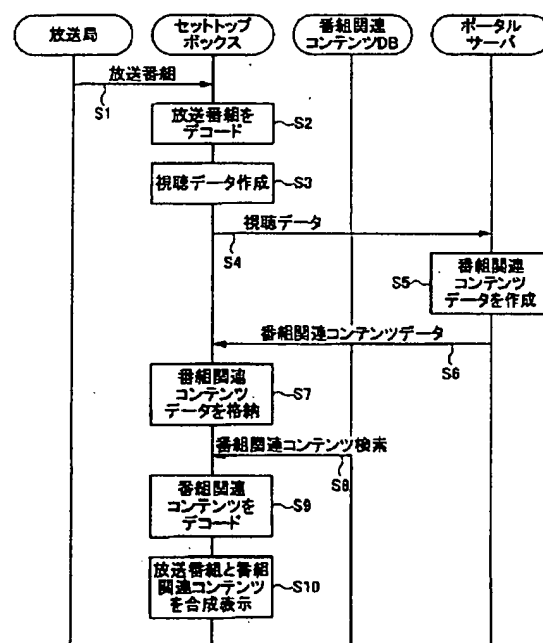 放送局
セットトップ
ボックス
番組関連
コンテンツDB
ポータル
サーバ
放送番組
S1
放送番組を
デコード
S2
視聴データ作成
S3
視聴データ
S4
番組関連
コンテンツ
データを作成
S5
番組関連コンテンツデータ
S6
番組関連
コンテンツ
データを格納
S7
番組関連コンテンツ検索
S8
番組関連
コンテンツを
デコード
S9
放送番組と番組
関連コンテンツ
を合成表示
S10